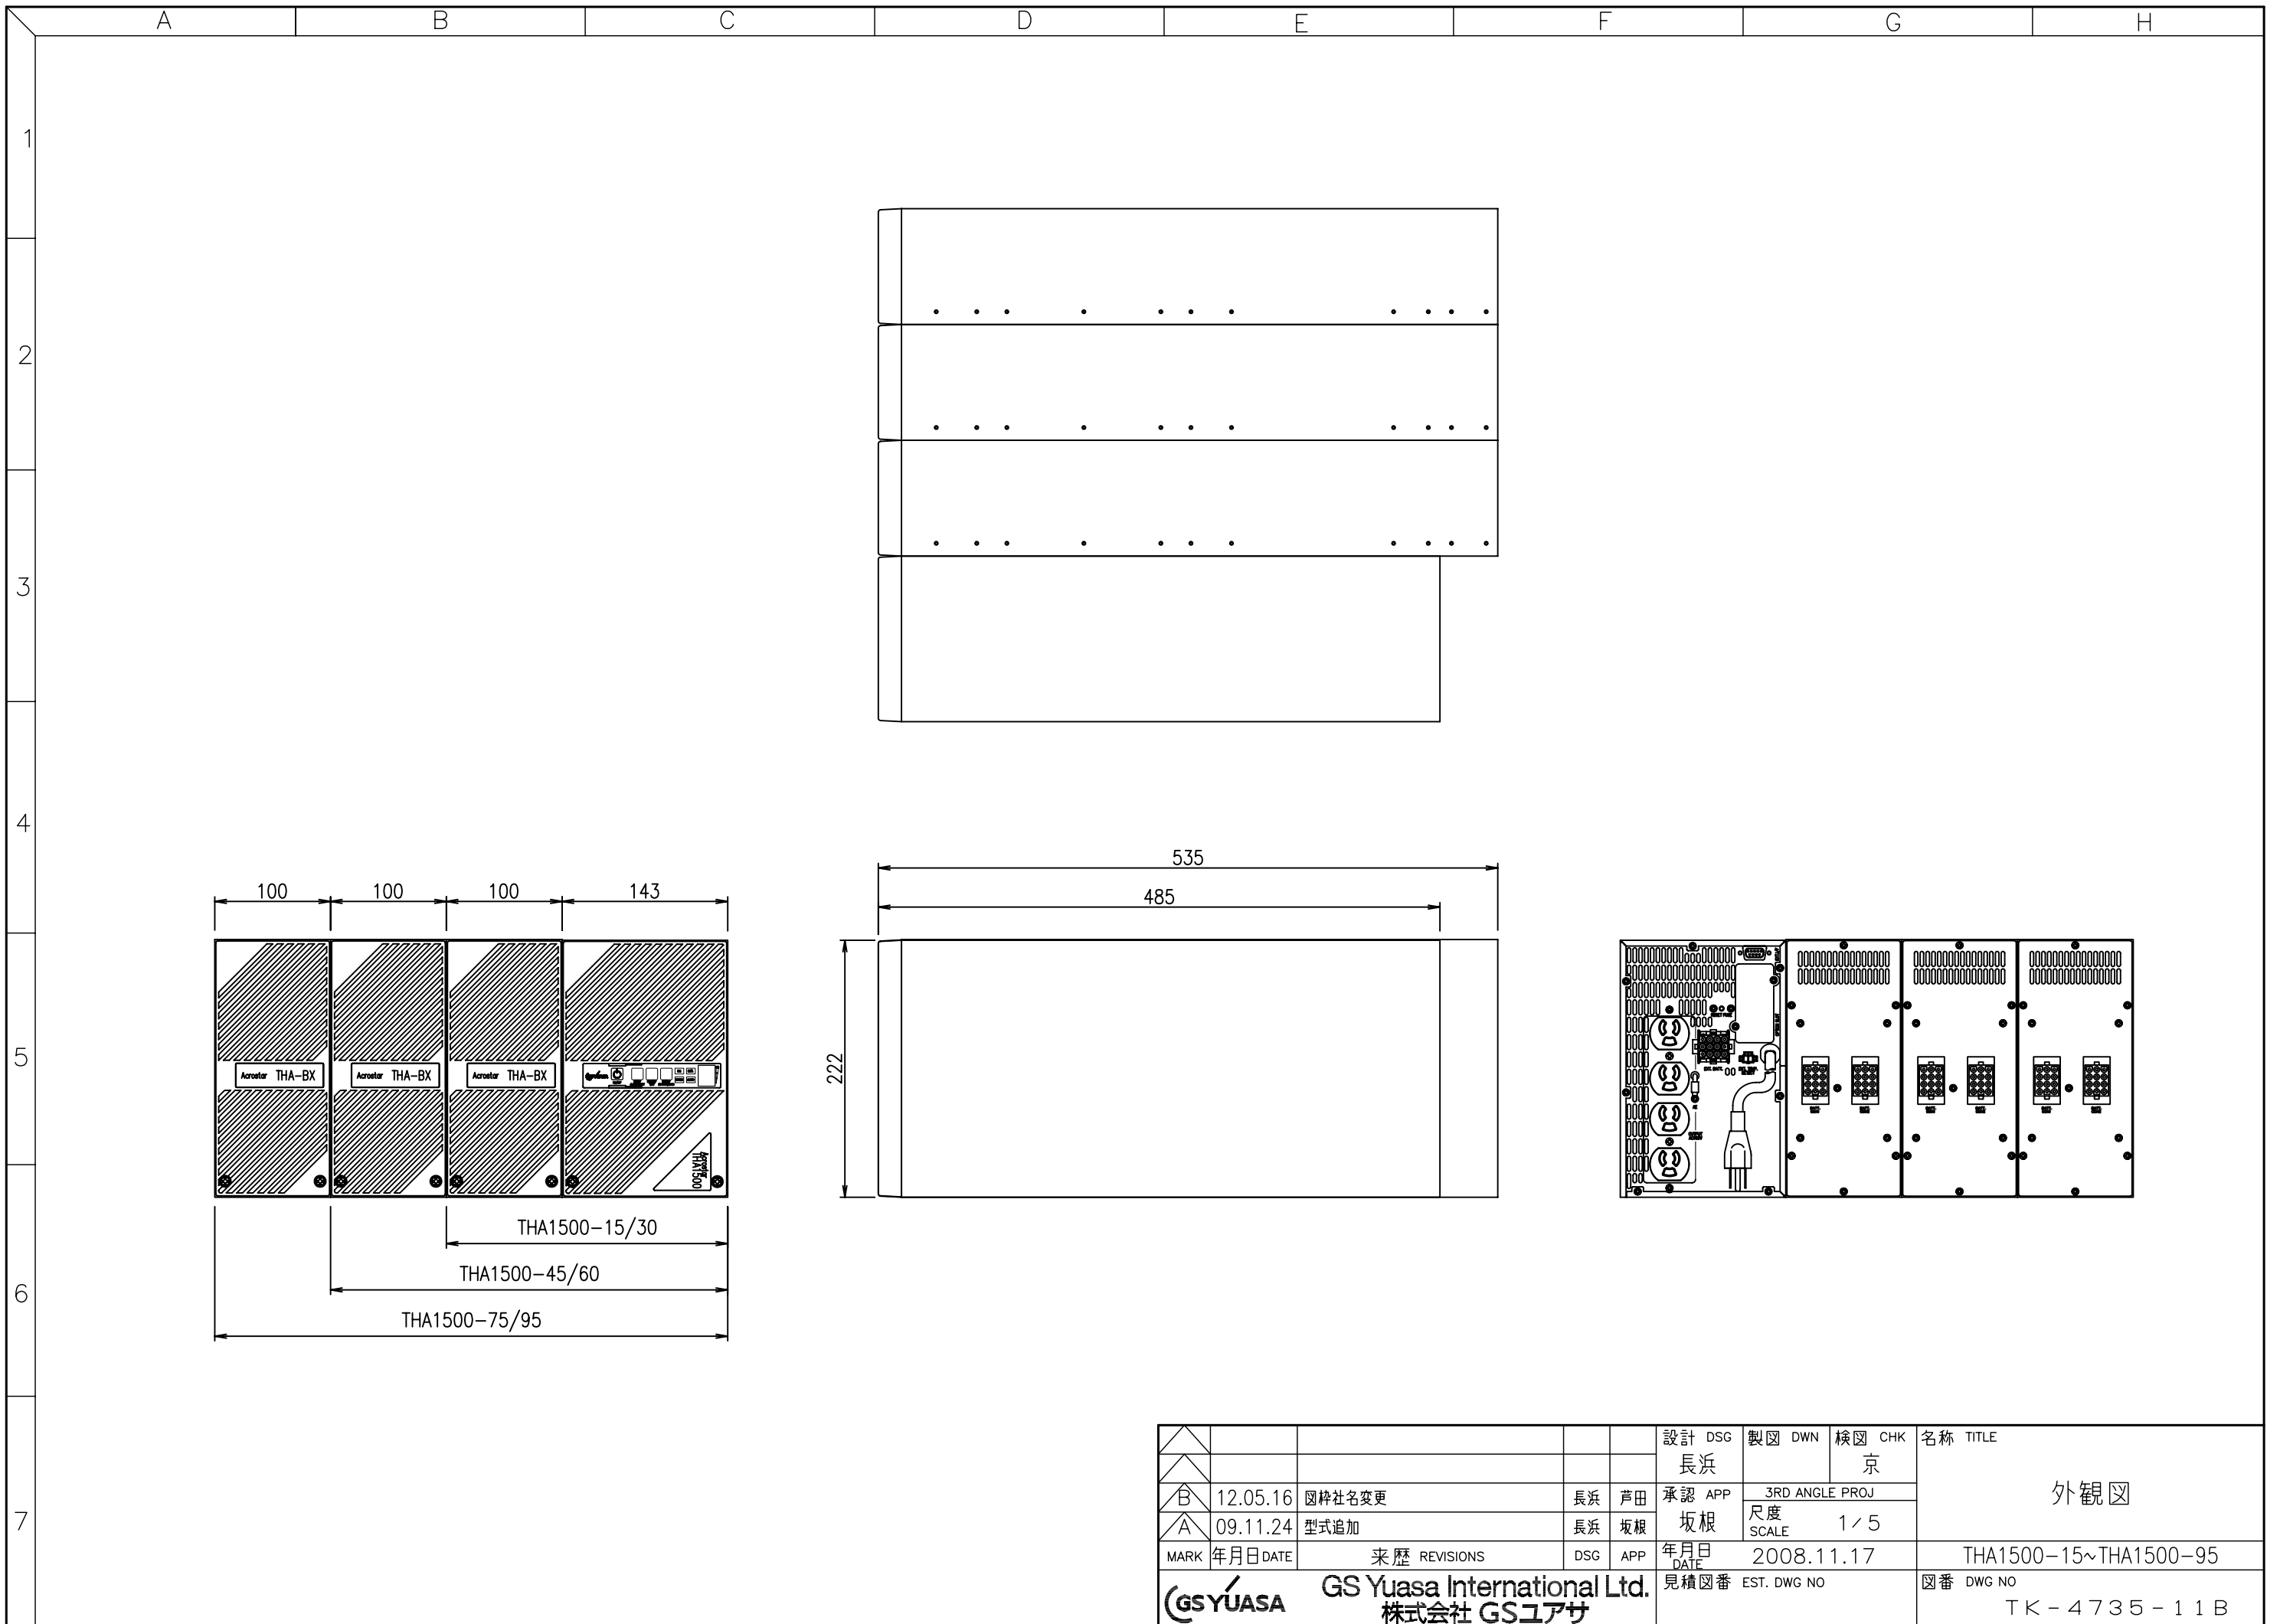 A B C D E F G H
1
2
3
4
5
6
7
535
485
100 100 100 143
222
Acrostar THA-BX
Acrostar THA-BX
Acrostar THA-BX
GSYUASA
Acrostar
THA1500
THA1500-15/30
THA1500-45/60
THA1500-75/95
設計 DSG 製図 DWN 検図 CHK 名称 TITLE
長浜 京
外観図
B 12.05.16 図枠社名変更 長浜 芦田 承認 APP 3RD ANGLE PROJ
A 09.11.24 型式追加 長浜 坂根 坂根 尺度 SCALE 1/5
MARK 年月日 DATE 来歴 REVISIONS DSG APP 年月日 DATE 2008.11.17 THA1500-15~THA1500-95
GSYUASA GS Yuasa International Ltd. 見積図番 EST. DWG NO 図番 DWG NO
株式会社 GSユアサ TK-4735-11B